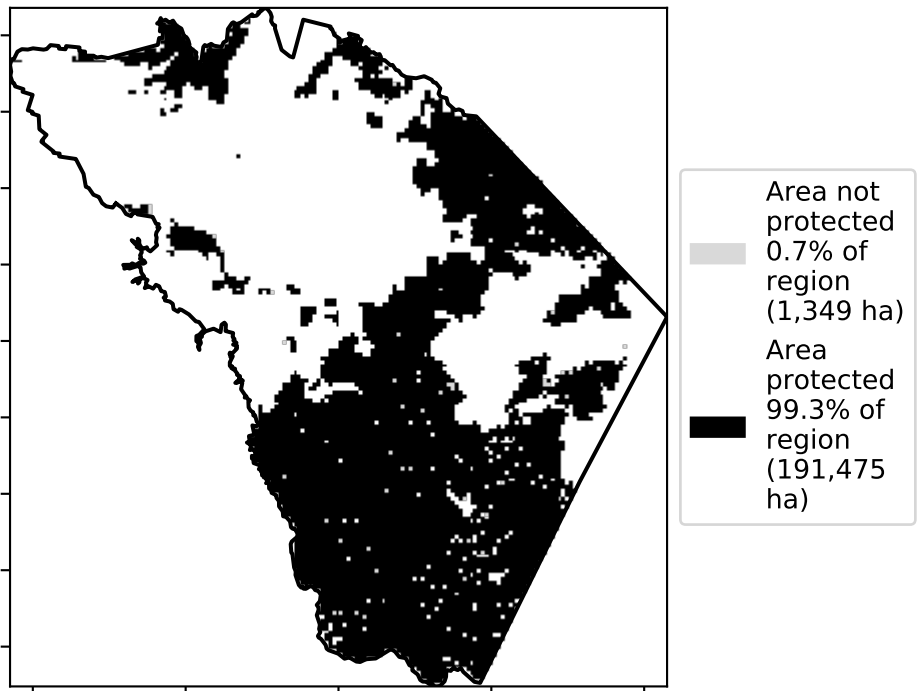 Area not
protected
0.7% of
region
(1,349 ha)
Area
protected
99.3% of
region
(191,475
ha)